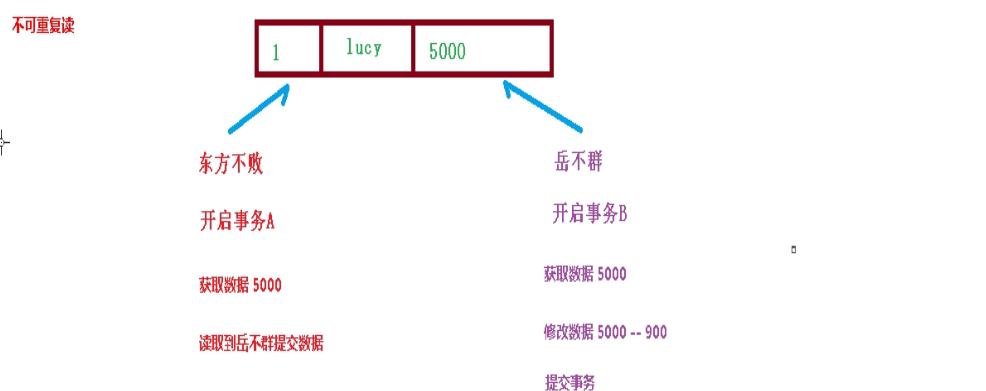 不可重复读
1 lucy 5000
东方不败
开启事务A
获取数据 5000
读取到岳不群提交数据
岳不群
开启事务B
获取数据 5000
修改数据 5000 -- 900
提交事务